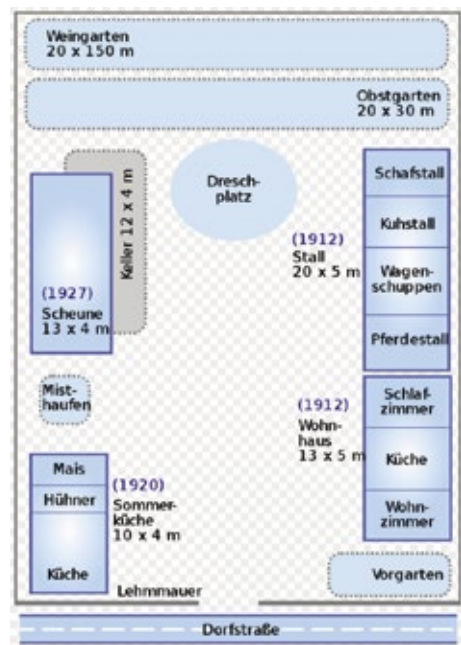 Weingarten
20 x 150 m
Obstgarten
20 x 30 m
Dresch-
platz
Keller 12 x 4 m
(1927)
Scheune
13 x 4 m
(1912)
Stall
20 x 5 m
Schafstall
Kuhstall
Wagen-
schuppen
Pferdestall
Mist-
haufen
(1912)
Wohn-
haus
13 x 5 m
Schlaf-
zimmer
Küche
Wohn-
zimmer
Mais
Hühner
Küche
(1920)
Sommer-
küche
10 x 4 m
Lehmmauer
Vorgarten
Dorfstraße